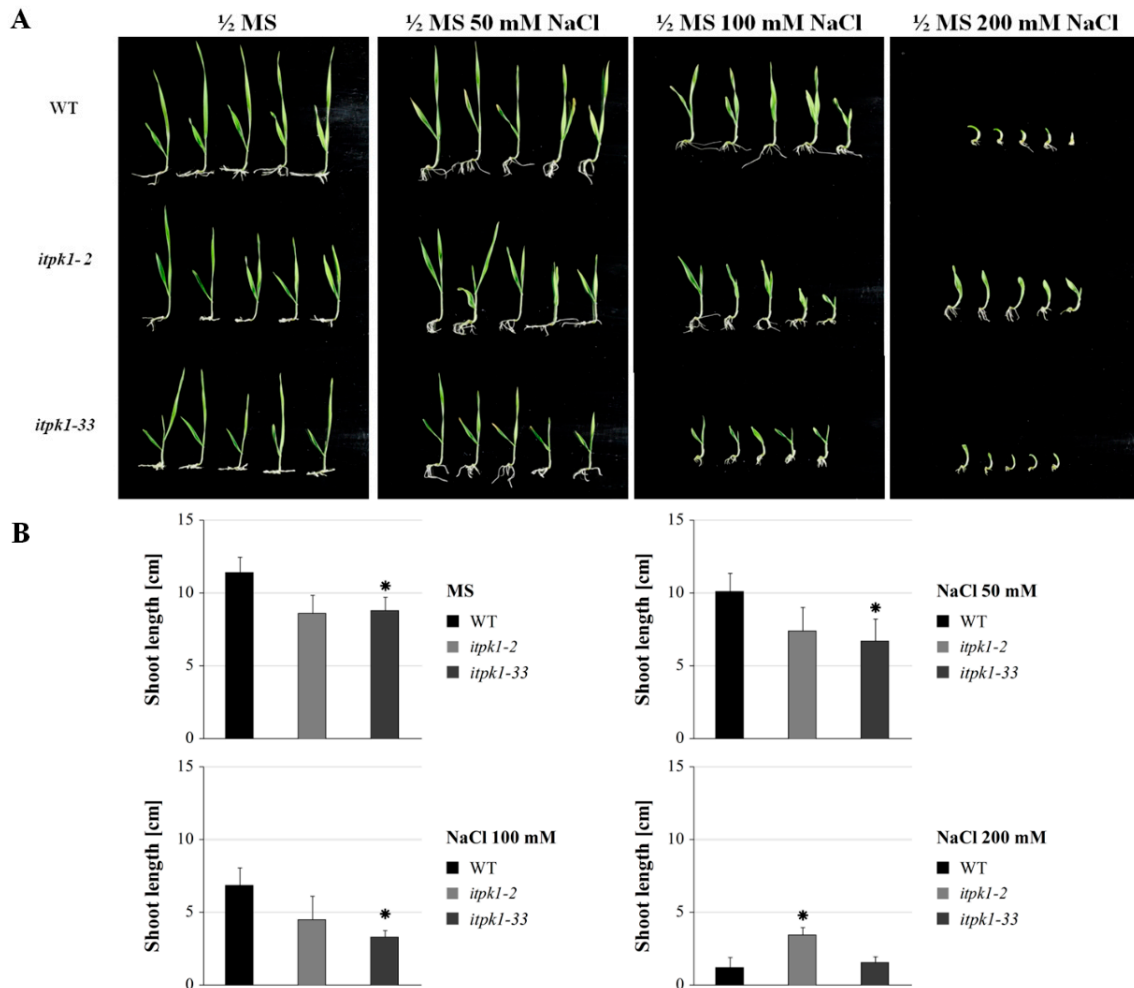 A
½ MS
½ MS 50 mM NaCl
½ MS 100 mM NaCl
½ MS 200 mM NaCl
WT
itpk1-2
itpk1-33
B
15
10
5
0
Shoot length [cm]
*
MS
WT
itpk1-2
itpk1-33
15
10
5
0
Shoot length [cm]
*
NaCl 50 mM
WT
itpk1-2
itpk1-33
15
10
5
0
Shoot length [cm]
*
NaCl 100 mM
WT
itpk1-2
itpk1-33
15
10
5
0
Shoot length [cm]
*
NaCl 200 mM
WT
itpk1-2
itpk1-33